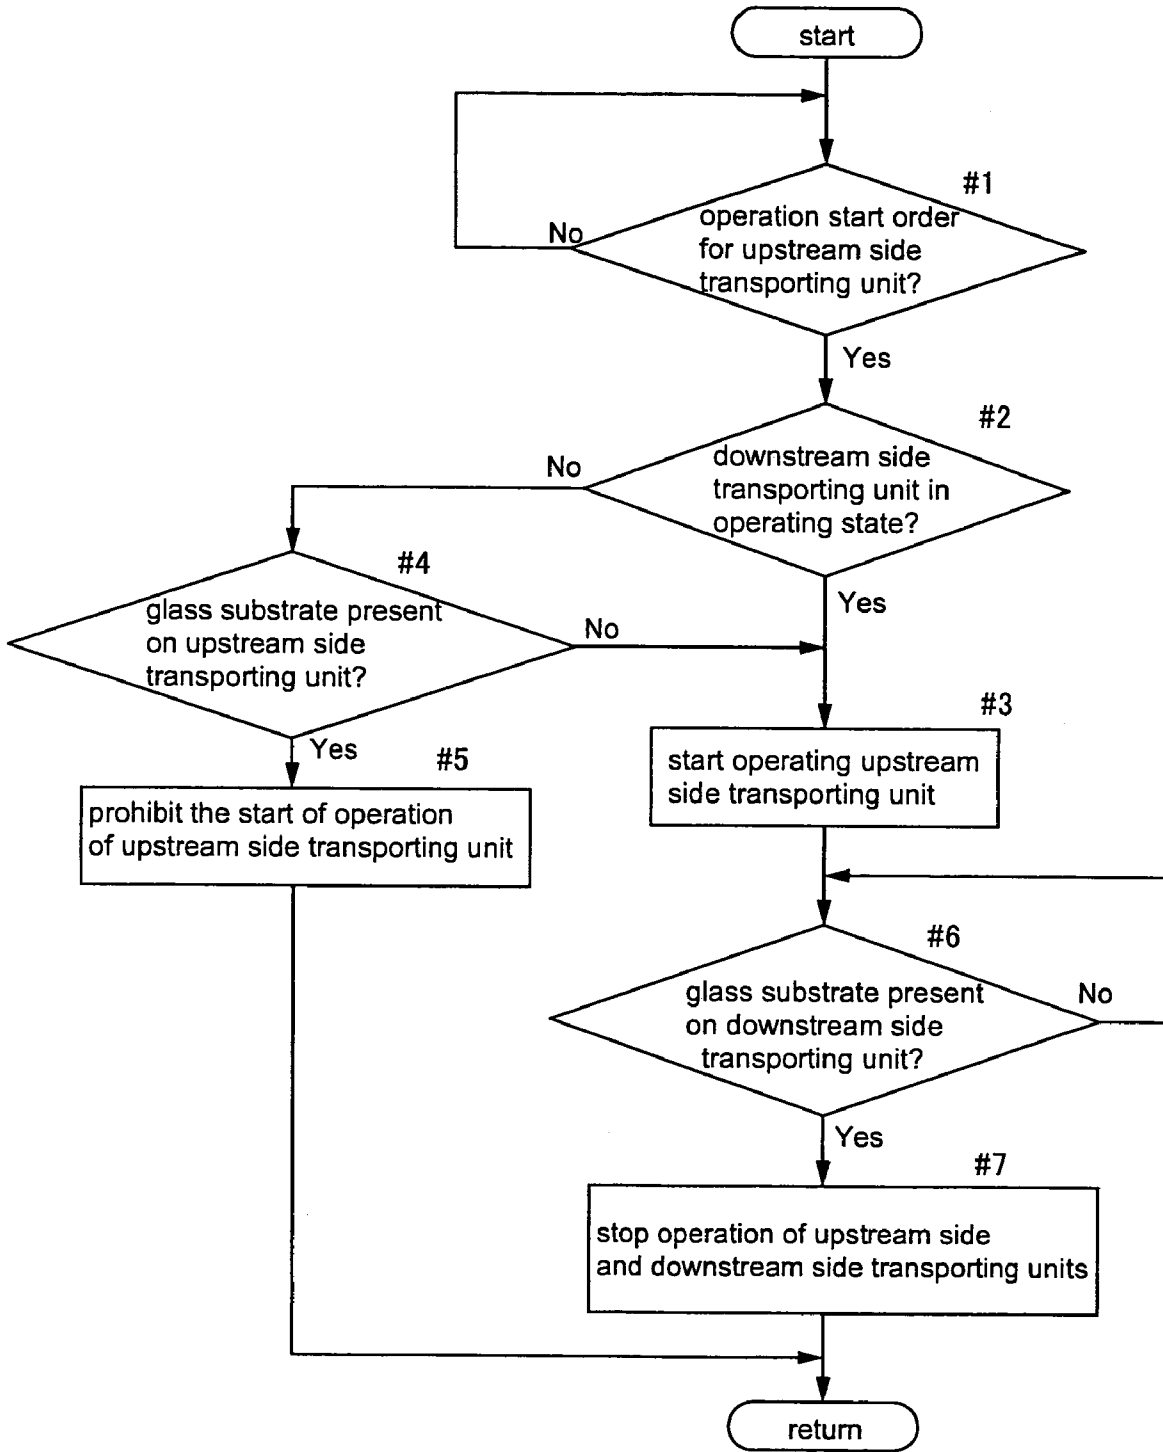 start
#1
operation start order
for upstream side
transporting unit?
No
Yes
#2
downstream side
transporting unit in
operating state?
No
Yes
#4
glass substrate present
on upstream side
transporting unit?
No
Yes
#3
start operating upstream
side transporting unit
#5
prohibit the start of operation
of upstream side transporting unit
#6
glass substrate present
on downstream side
transporting unit?
No
Yes
#7
stop operation of upstream side
and downstream side transporting units
return